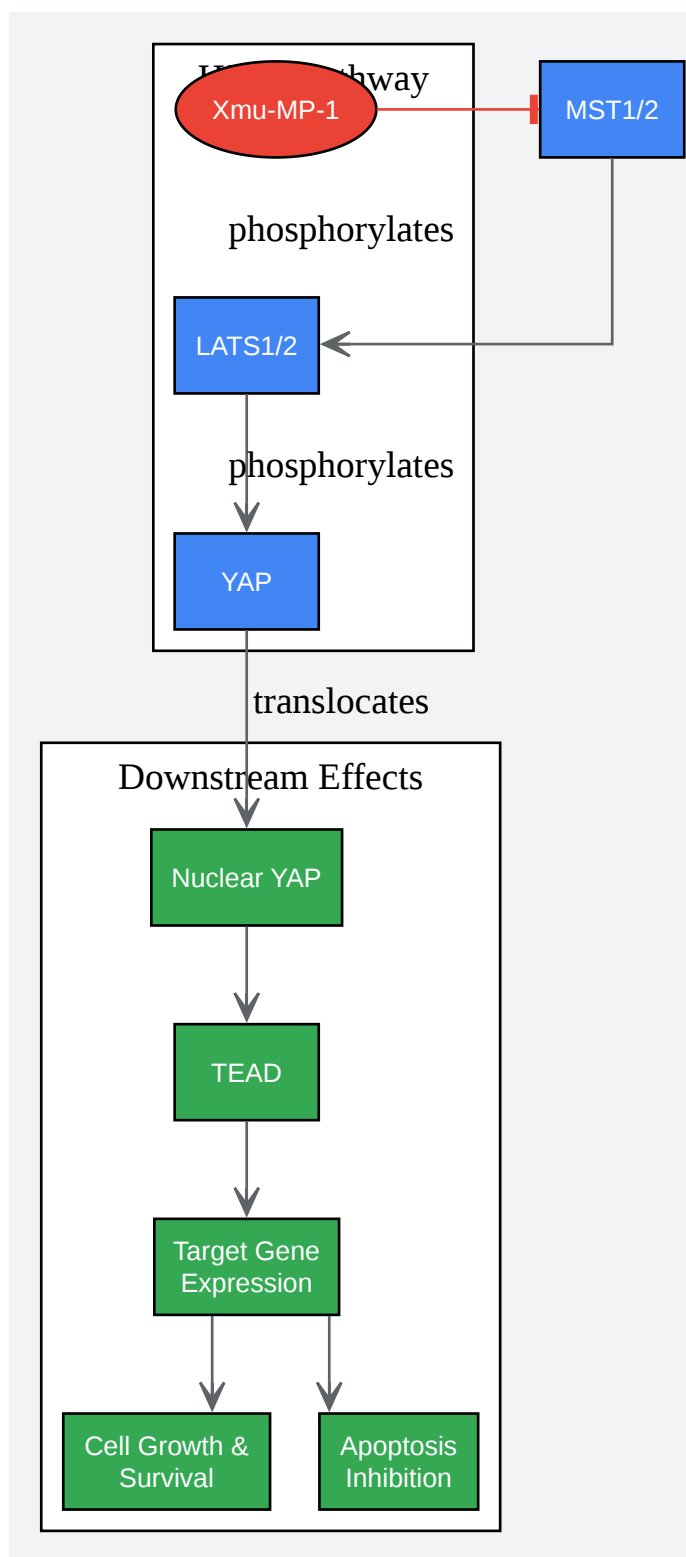 Xmu-MP-1
MST1/2
phosphorylates
LATS1/2
phosphorylates
YAP
translocates
Downstream Effects
Nuclear YAP
TEAD
Target Gene
Expression
Cell Growth &
Survival
Apoptosis
Inhibition